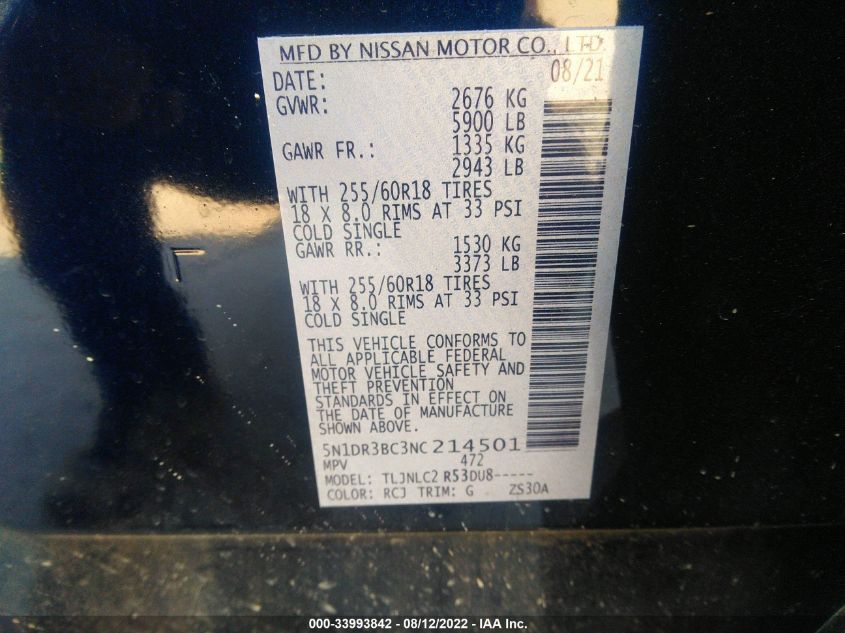 MFD BY NISSAN MOTOR CO., LTD.
DATE: 08/21
GVWR: 2676 KG
5900 LB
GAWR FR.: 1335 KG
2943 LB
WITH 255/60R18 TIRES
18 X 8.0 RIMS AT 33 PSI
COLD SINGLE
GAWR RR.: 1530 KG
3373 LB
WITH 255/60R18 TIRES
18 X 8.0 RIMS AT 33 PSI
COLD SINGLE
THIS VEHICLE CONFORMS TO
ALL APPLICABLE FEDERAL
MOTOR VEHICLE SAFETY AND
THEFT PREVENTION
STANDARDS IN EFFECT ON
THE DATE OF MANUFACTURE
SHOWN ABOVE.
5N1DR3BC3NC214501
MPV 472
MODEL: TLJNLC2 R53DU8-----
COLOR: RCJ TRIM: G ZS30A
000-33993842 - 08/12/2022 - IAA Inc.